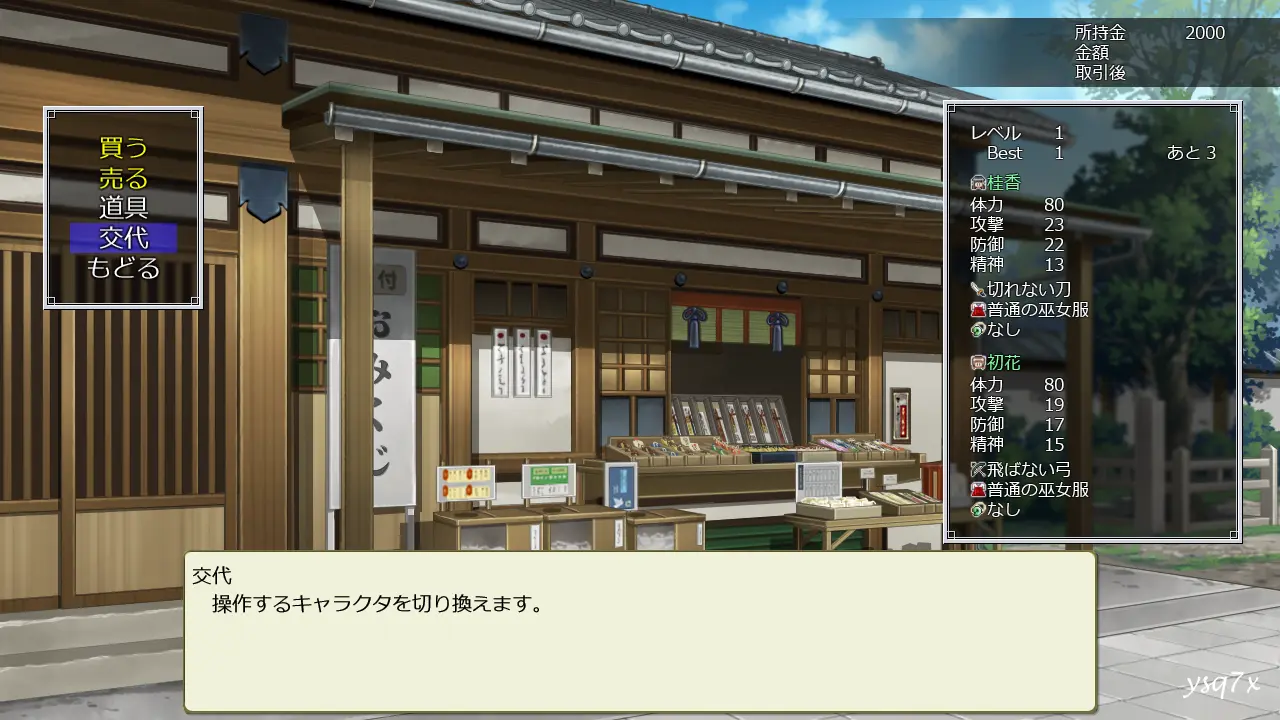 所持金 2000
金額
取引後
買う
売る
道具
交代
もどる
レベル 1
Best 1 あと 3
桂香
体力 80
攻撃 23
防御 22
精神 13
切れない刀
普通の巫女服
なし
初花
体力 80
攻撃 19
防御 17
精神 15
飛ばない弓
普通の巫女服
なし
付
おみくじ
交代
操作するキャラクタを切り換えます。
ysq7x